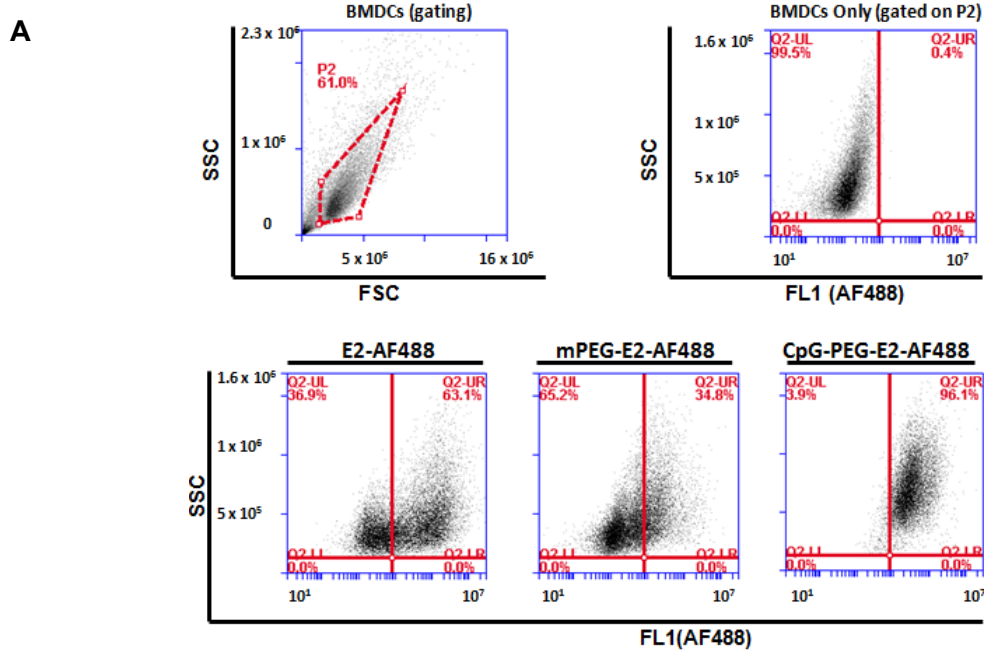 A
BMDCs (gating)
2.3 x 10⁶
P2
61.0%
1 x 10⁶
SSC
0
5 x 10⁶
16 x 10⁶
FSC
BMDCs Only (gated on P2)
1.6 x 10⁶
Q2-UL
99.5%
Q2-UR
0.4%
1 x 10⁶
SSC
5 x 10⁵
Q2-LL
0.0%
Q2-LR
0.0%
10¹
10⁷
FL1 (AF488)
E2-AF488
1.6 x 10⁶
Q2-UL
36.9%
Q2-UR
63.1%
1 x 10⁶
SSC
5 x 10⁵
Q2-LL
0.0%
Q2-LR
0.0%
10¹
10⁷
mPEG-E2-AF488
Q2-UL
65.2%
Q2-UR
34.8%
Q2-LL
0.0%
Q2-LR
0.0%
10¹
10⁷
CpG-PEG-E2-AF488
Q2-UL
3.9%
Q2-UR
96.1%
Q2-LL
0.0%
Q2-LR
0.0%
10¹
10⁷
FL1(AF488)